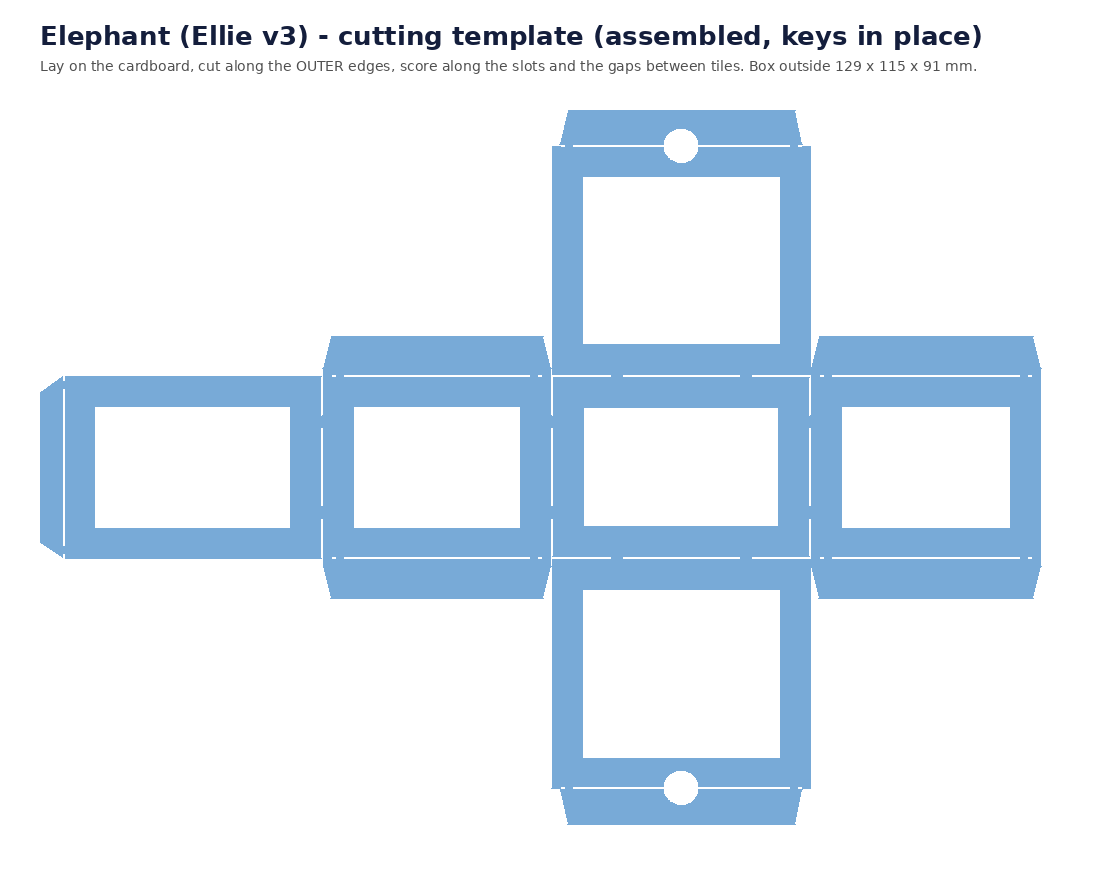 Elephant (Ellie v3) - cutting template (assembled, keys in place)
Lay on the cardboard, cut along the OUTER edges, score along the slots and the gaps between tiles. Box outside 129 x 115 x 91 mm.